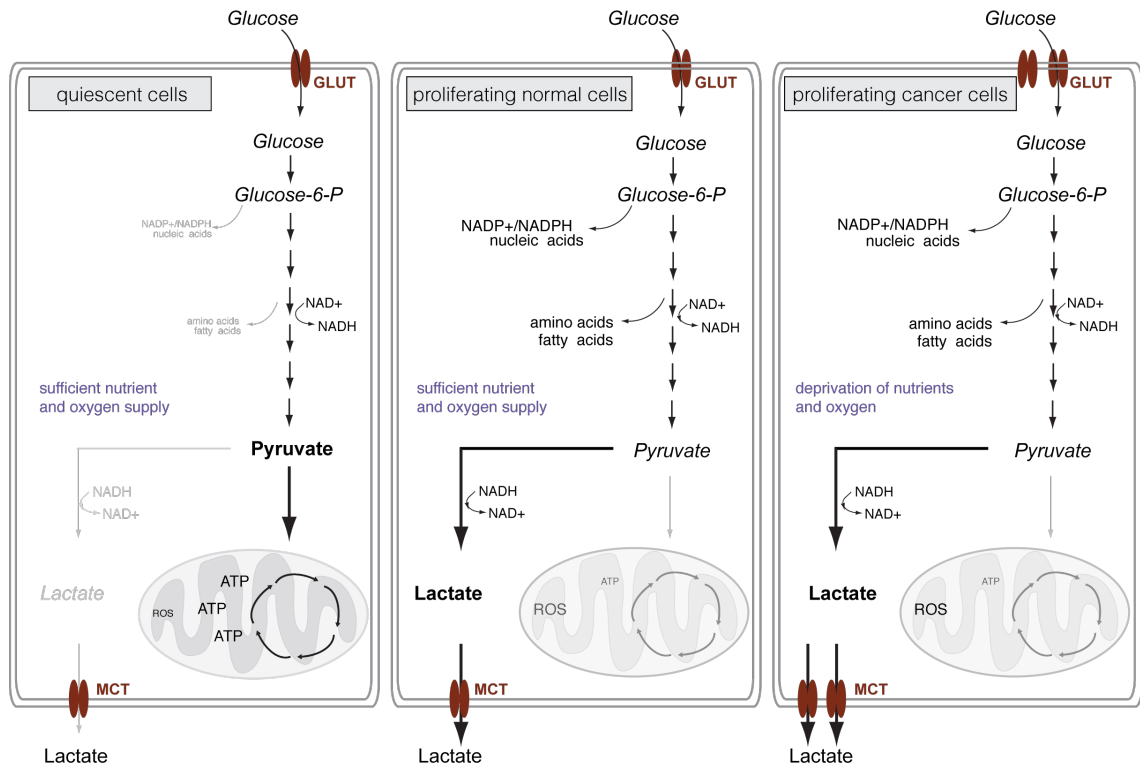 Glucose
GLUT
quiescent cells
Glucose
Glucose-6-P
NADP+/NADPH
nucleic acids
NAD+
NADH
amino acids
fatty acids
sufficient nutrient
and oxygen supply
Pyruvate
NADH
NAD+
Lactate
ROS
ATP
ATP
ATP
MCT
Lactate
Glucose
GLUT
proliferating normal cells
Glucose
Glucose-6-P
NADP+/NADPH
nucleic acids
NAD+
NADH
amino acids
fatty acids
sufficient nutrient
and oxygen supply
Pyruvate
NADH
NAD+
Lactate
ROS
ATP
MCT
Lactate
Glucose
GLUT
proliferating cancer cells
Glucose
Glucose-6-P
NADP+/NADPH
nucleic acids
NAD+
NADH
amino acids
fatty acids
deprivation of nutrients
and oxygen
Pyruvate
NADH
NAD+
Lactate
ROS
ATP
MCT
Lactate